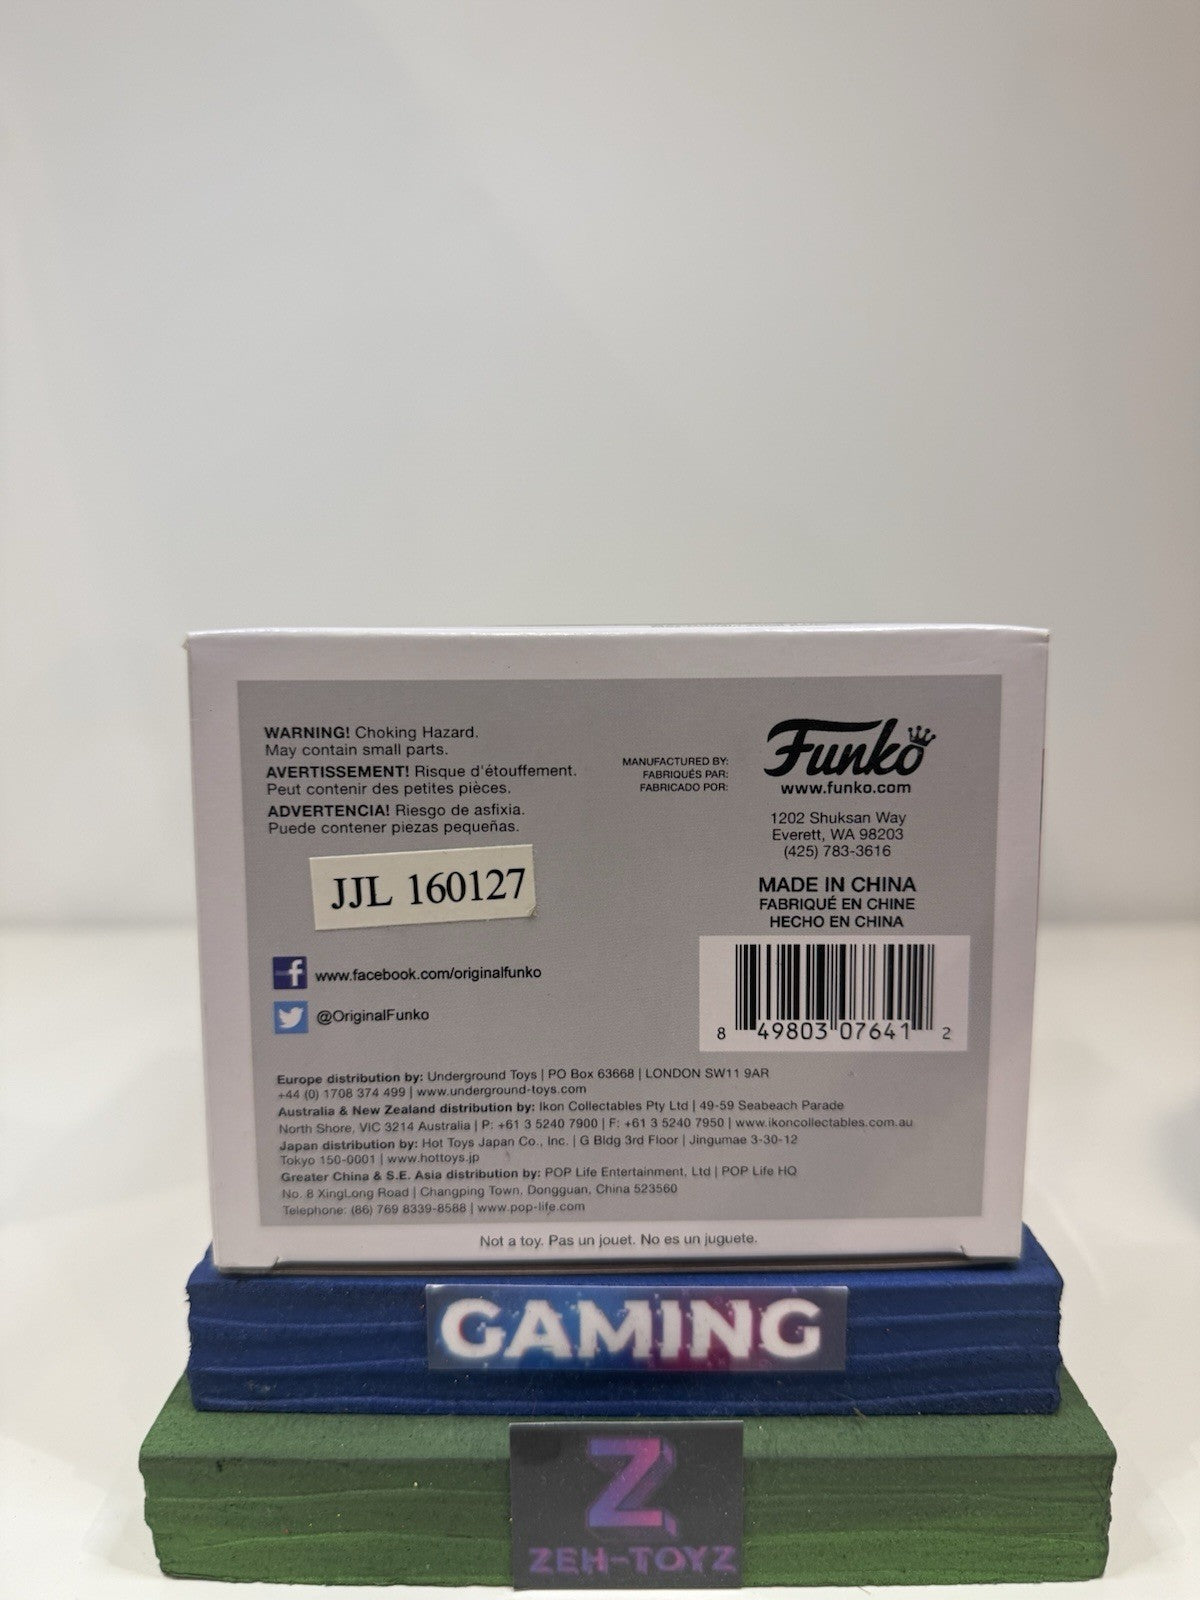 WARNING! Choking Hazard.
May contain small parts.
AVERTISSEMENT! Risque d'étouffement.
Peut contenir des petites pièces.
ADVERTENCIA! Riesgo de asfixia.
Puede contener piezas pequeñas.
JJL 160127
MANUFACTURED BY:
FABRIQUÉS PAR:
FABRICADO POR:
Funko
www.funko.com
1202 Shuksan Way
Everett, WA 98203
(425) 783-3616
MADE IN CHINA
FABRIQUÉ EN CHINE
HECHO EN CHINA
f www.facebook.com/originalfunko
@OriginalFunko
8 49803 07641 2
Europe distribution by: Underground Toys | PO Box 63668 | LONDON SW11 9AR
+44 (0) 1708 374 499 | www.underground-toys.com
Australia & New Zealand distribution by: Ikon Collectables Pty Ltd | 49-59 Seabeach Parade
North Shore, VIC 3214 Australia | P: +61 3 5240 7900 | F: +61 3 5240 7950 | www.ikoncollectables.com.au
Japan distribution by: Hot Toys Japan Co., Inc. | G Bldg 3rd Floor | Jingumae 3-30-12
Tokyo 150-0001 | www.hottoys.jp
Greater China & S.E. Asia distribution by: POP Life Entertainment, Ltd | POP Life HQ
No. 8 XingLong Road | Changping Town, Dongguan, China 523560
Telephone: (86) 769 8339-8588 | www.pop-life.com
Not a toy. Pas un jouet. No es un juguete.
GAMING
Z
ZEH-TOYZ